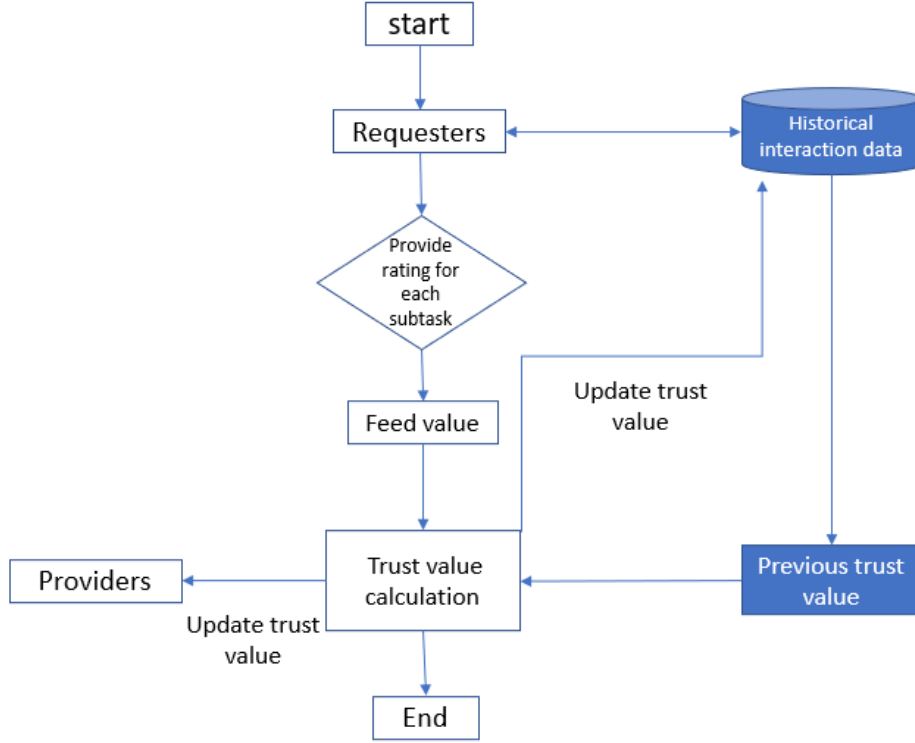 start
Requesters
Historical
interaction data
Provide
rating for
each
subtask
Update trust
value
Feed value
Trust value
calculation
Previous trust
value
Providers
Update trust
value
End